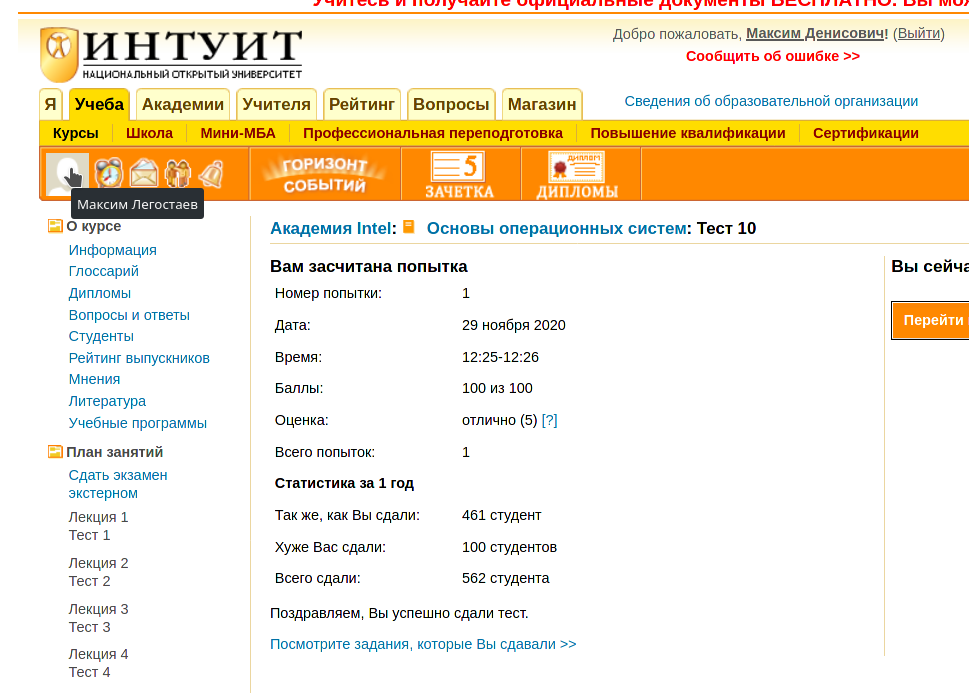 Учитесь и получайте официальные документы БЕСПЛАТНО. Вы
ИНТУИТ
НАЦИОНАЛЬНЫЙ ОТКРЫТЫЙ УНИВЕРСИТЕТ
Добро пожаловать, Максим Денисович! (Выйти)
Сообщить об ошибке >>
Я Учеба Академии Учителя Рейтинг Вопросы Магазин
Сведения об образовательной организации
Курсы Школа Мини-МБА Профессиональная переподготовка Повышение квалификации Сертификации
ГОРИЗОНТ
СОБЫТИЙ
5
ЗАЧЕТКА
ДИПЛОМ
ДИПЛОМЫ
Максим Легостаев
О курсе
Информация
Глоссарий
Дипломы
Вопросы и ответы
Студенты
Рейтинг выпускников
Мнения
Литература
Учебные программы
План занятий
Сдать экзамен
экстерном
Лекция 1
Тест 1
Лекция 2
Тест 2
Лекция 3
Тест 3
Лекция 4
Тест 4
Академия Intel: Основы операционных систем: Тест 10
Вам засчитана попытка
Номер попытки: 1
Дата: 29 ноября 2020
Время: 12:25-12:26
Баллы: 100 из 100
Оценка: отлично (5) [?]
Всего попыток: 1
Статистика за 1 год
Так же, как Вы сдали: 461 студент
Хуже Вас сдали: 100 студентов
Всего сдали: 562 студента
Поздравляем, Вы успешно сдали тест.
Посмотрите задания, которые Вы сдавали >>
Вы сейча
Перейти